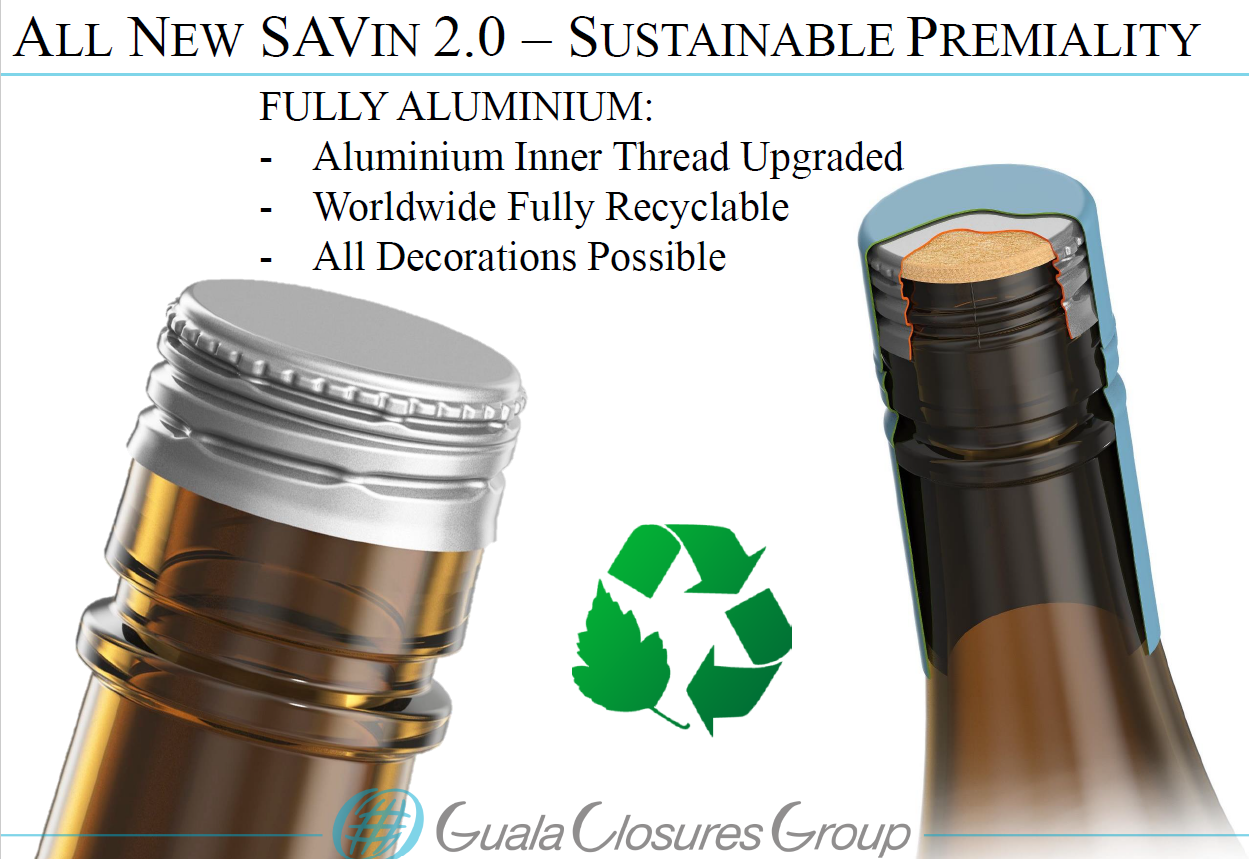 ALL NEW SAVIN 2.0 – SUSTAINABLE PREMIALITY
FULLY ALUMINIUM:
- Aluminium Inner Thread Upgraded
- Worldwide Fully Recyclable
- All Decorations Possible
Guala Closures Group